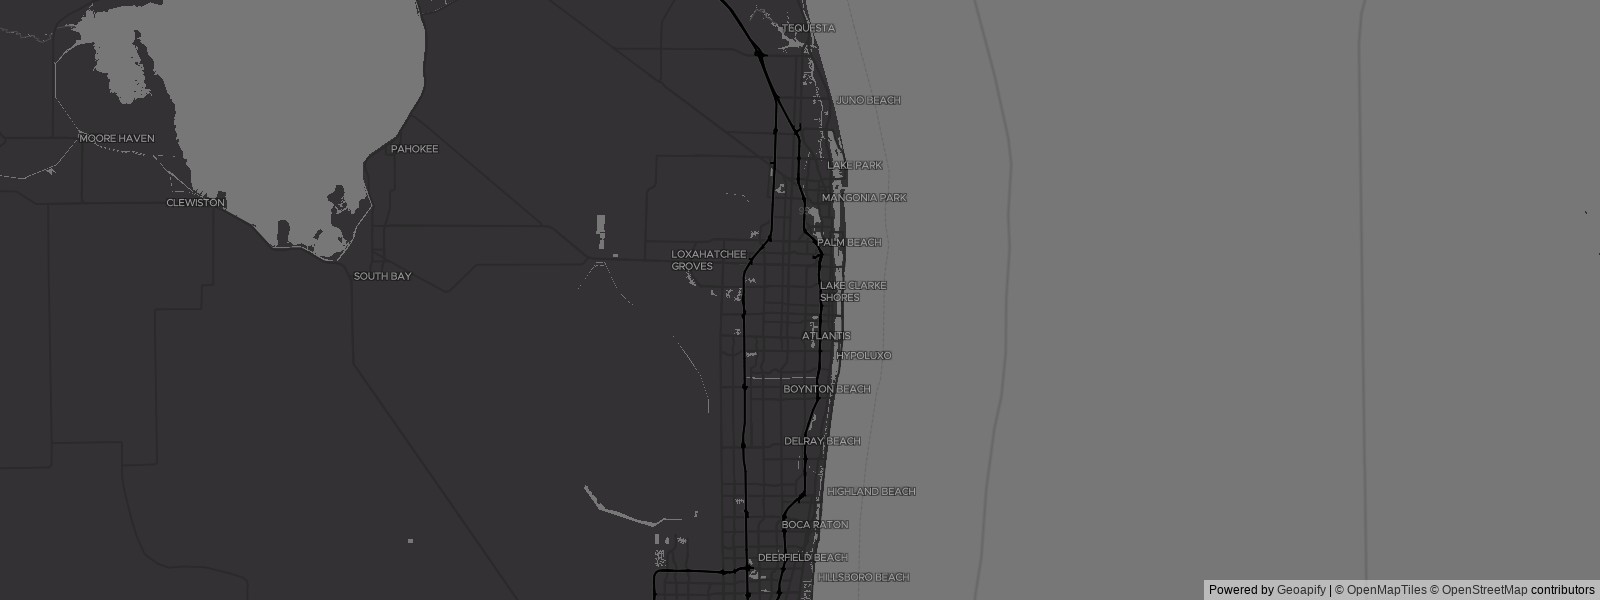 TEQUESTA
JUNO BEACH
MOORE HAVEN
PAHOKEE
LAKE PARK
CLEWISTON
MANGONIA PARK
PALM BEACH
LOXAHATCHEE
GROVES
SOUTH BAY
LAKE CLARKE
SHORES
ATLANTIS
HYPOLUXO
BOYNTON BEACH
DELRAY BEACH
HIGHLAND BEACH
BOCA RATON
DEERFIELD BEACH
HILLSBORO BEACH
Powered by Geoapify | © OpenMapTiles © OpenStreetMap contributors